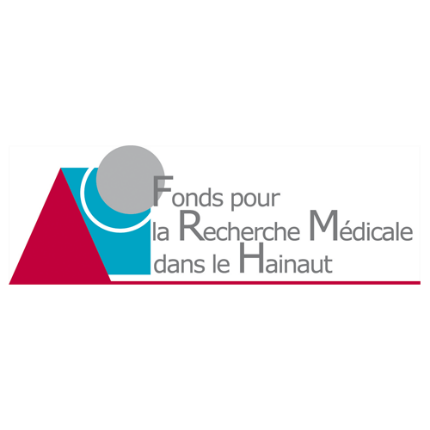 Fonds pour
la Recherche Médicale
dans le Hainaut